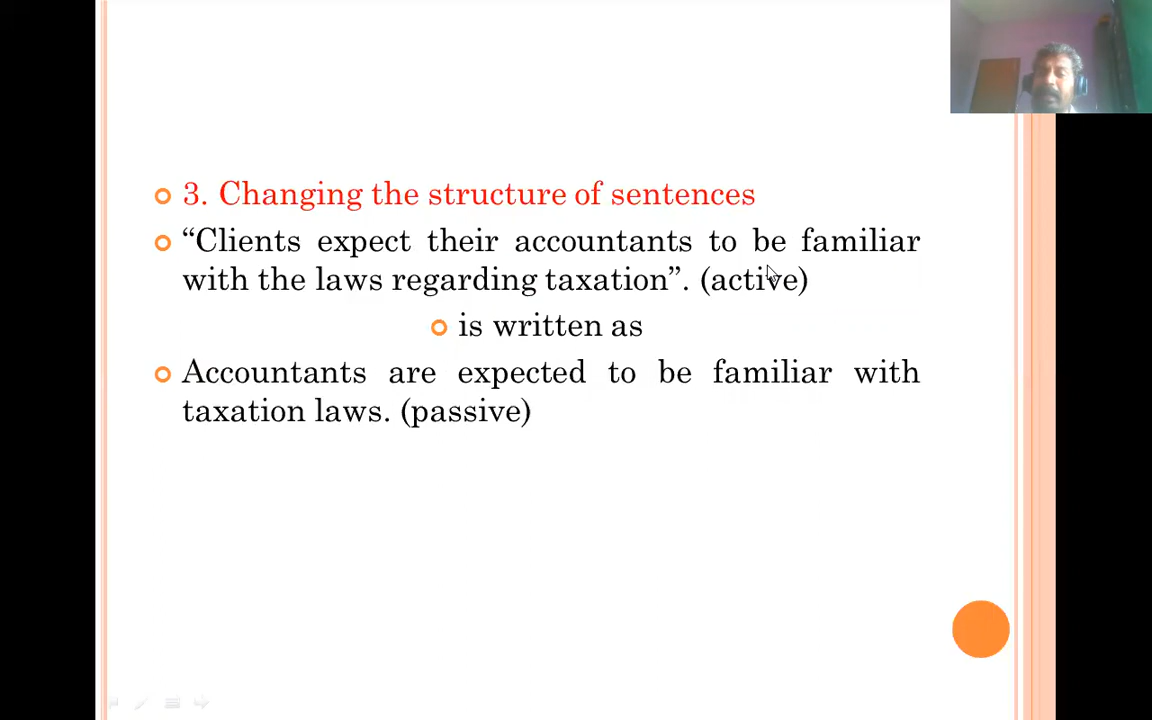 3. Changing the structure of sentences
“Clients expect their accountants to be familiar
with the laws regarding taxation”. (active)
is written as
Accountants are expected to be familiar with
taxation laws. (passive)